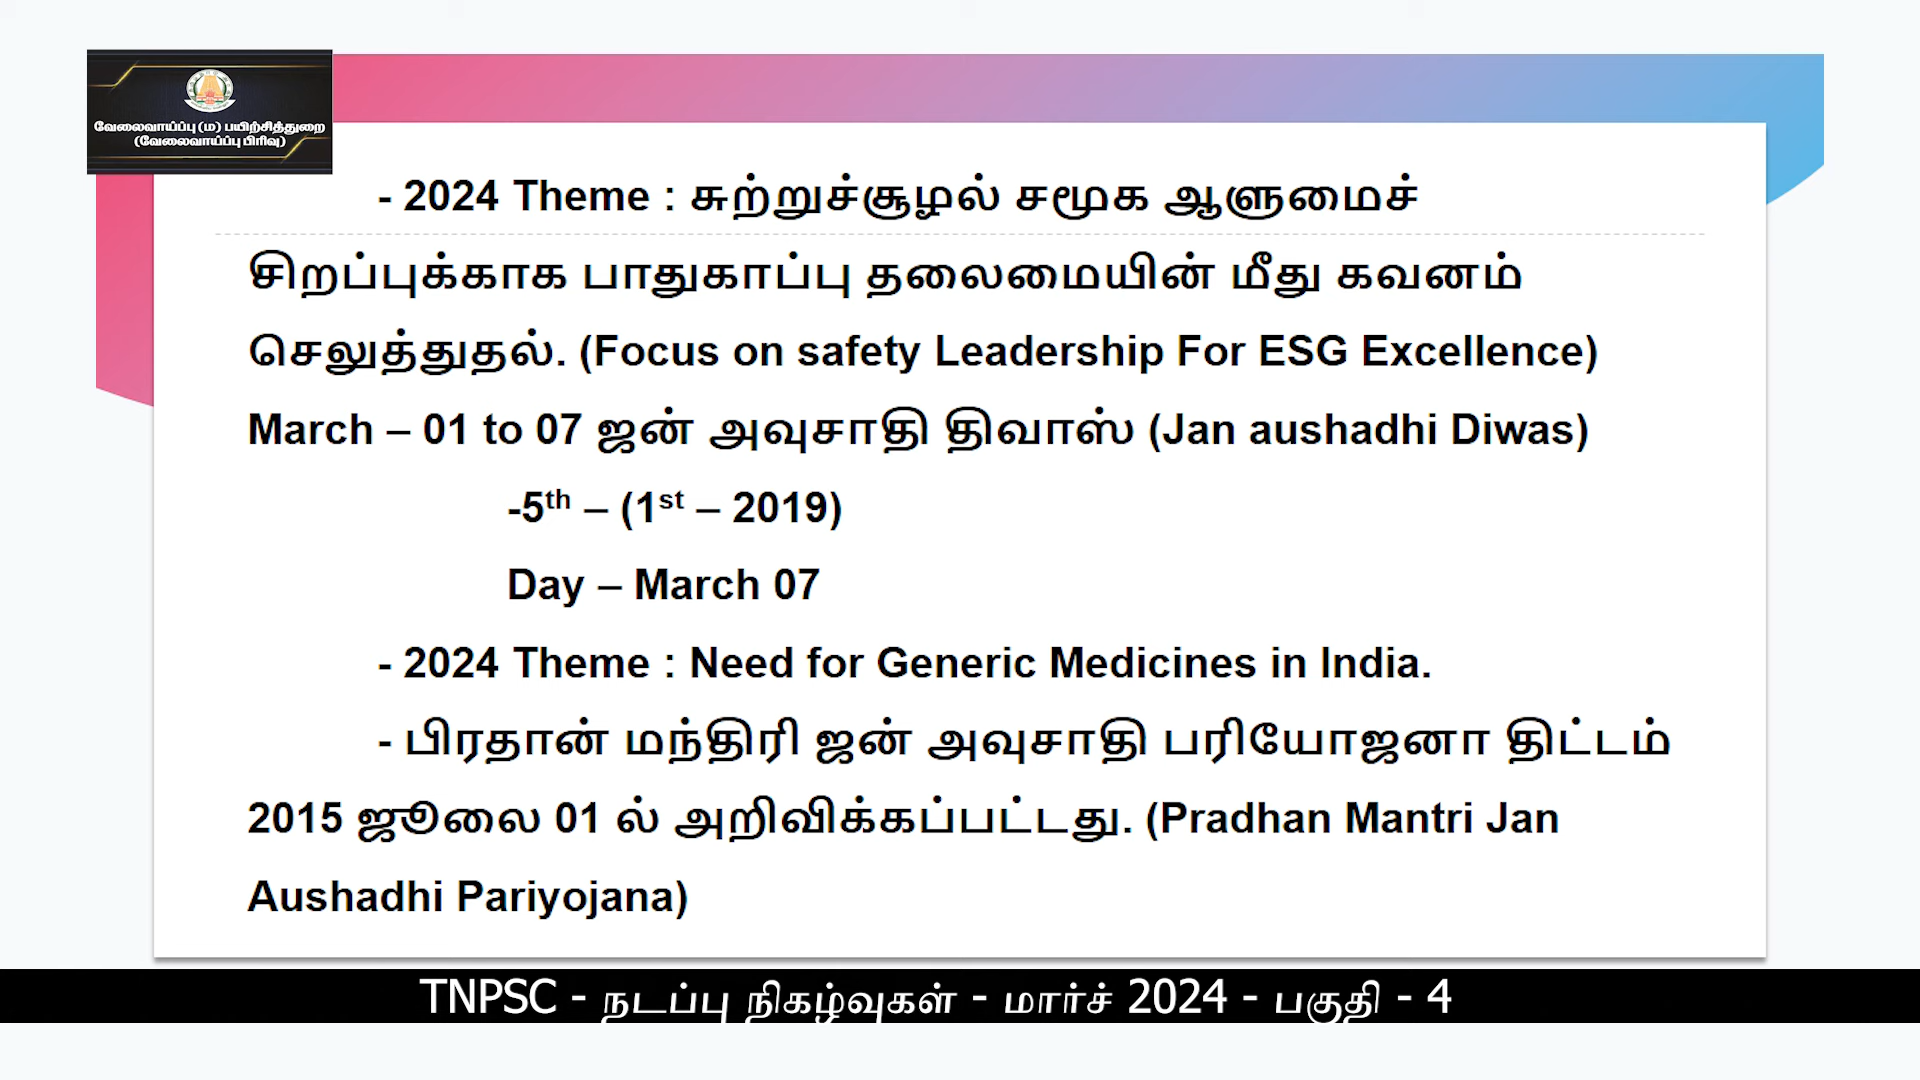 வேலைவாய்ப்பு (ம) பயிற்சித்துறை
(வேலைவாய்ப்பு பிரிவு)
- 2024 Theme : சுற்றுச்சூழல் சமூக ஆளுமைச்
சிறப்புக்காக பாதுகாப்பு தலைமையின் மீது கவனம்
செலுத்துதல். (Focus on safety Leadership For ESG Excellence)
March – 01 to 07 ஜன் அவுசாதி திவாஸ் (Jan aushadhi Diwas)
-5th – (1st – 2019)
Day – March 07
- 2024 Theme : Need for Generic Medicines in India.
- பிரதான் மந்திரி ஜன் அவுசாதி பரியோஜனா திட்டம்
2015 ஜூலை 01 ல் அறிவிக்கப்பட்டது. (Pradhan Mantri Jan
Aushadhi Pariyojana)
TNPSC - நடப்பு நிகழ்வுகள் - மார்ச் 2024 - பகுதி - 4